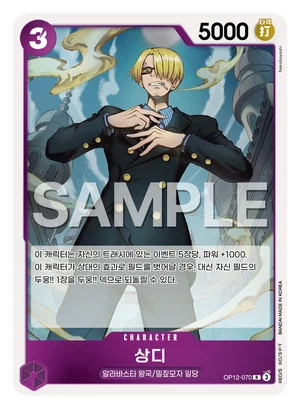 3
5000
타격
打
SAMPLE
이 캐릭터는 자신의 트래시에 있는 이벤트 5장당, 파워 +1000.
이 캐릭터가 상대의 효과로 필드를 벗어날 경우, 대신 자신 필드의
두웅!! 1장을 두웅!! 덱으로 되돌릴 수 있다.
CHARACTER
상디
알라바스타 왕국/밀짚모자 일당
OP12-070 R
BANDAI MADE IN KOREA